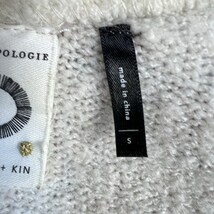 POLOGIE
+ KIN
made in china
S